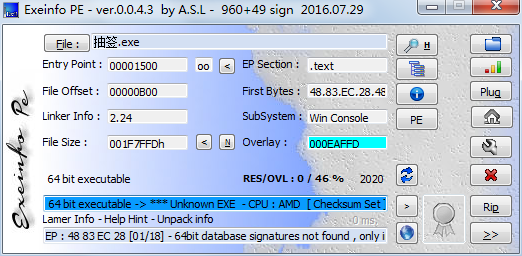 Exeinfo PE - ver.0.0.4.3 by A.S.L - 960+49 sign 2016.07.29
File : 抽签.exe H
Entry Point : 00001500 oo < EP Section : .text
File Offset : 00000B00 First Bytes : 48.83.EC.28.48 Plug
Linker Info : 2.24 SubSystem : Win Console PE
File Size : 001F7FFDh < N Overlay : 000EAFFD
64 bit executable RES/OVL : 0 / 46 % 2020
64 bit executable -> *** Unknown EXE - CPU : AMD [ Checksum Set ] > Rip
Lamer Info - Help Hint - Unpack info -0 ms.
EP : 48 83 EC 28 [01/18] - 64bit database signatures not found , only i >>
Exeinfo Pe